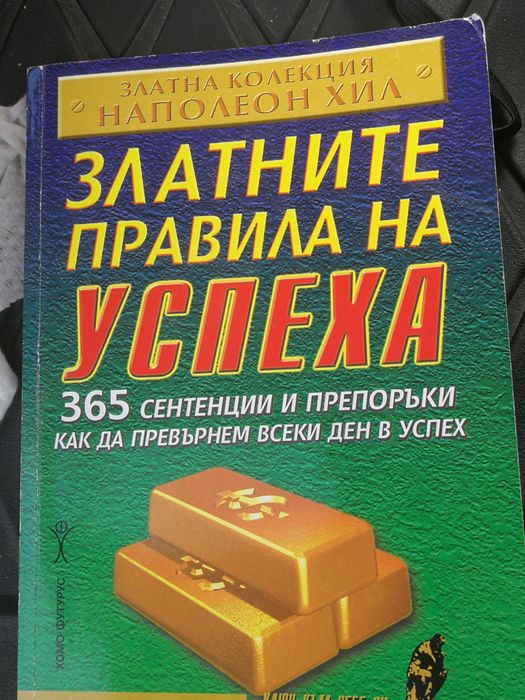 ЗЛАТНА КОЛЕКЦИЯ
НАПОЛЕОН ХИЛ
ЗЛАТНИТЕ
ПРАВИЛА НА
УСПЕХА
365 СЕНТЕНЦИИ И ПРЕПОРЪКИ
КАК ДА ПРЕВЪРНЕМ ВСЕКИ ДЕН В УСПЕХ
ХОМО ФУТУРУС